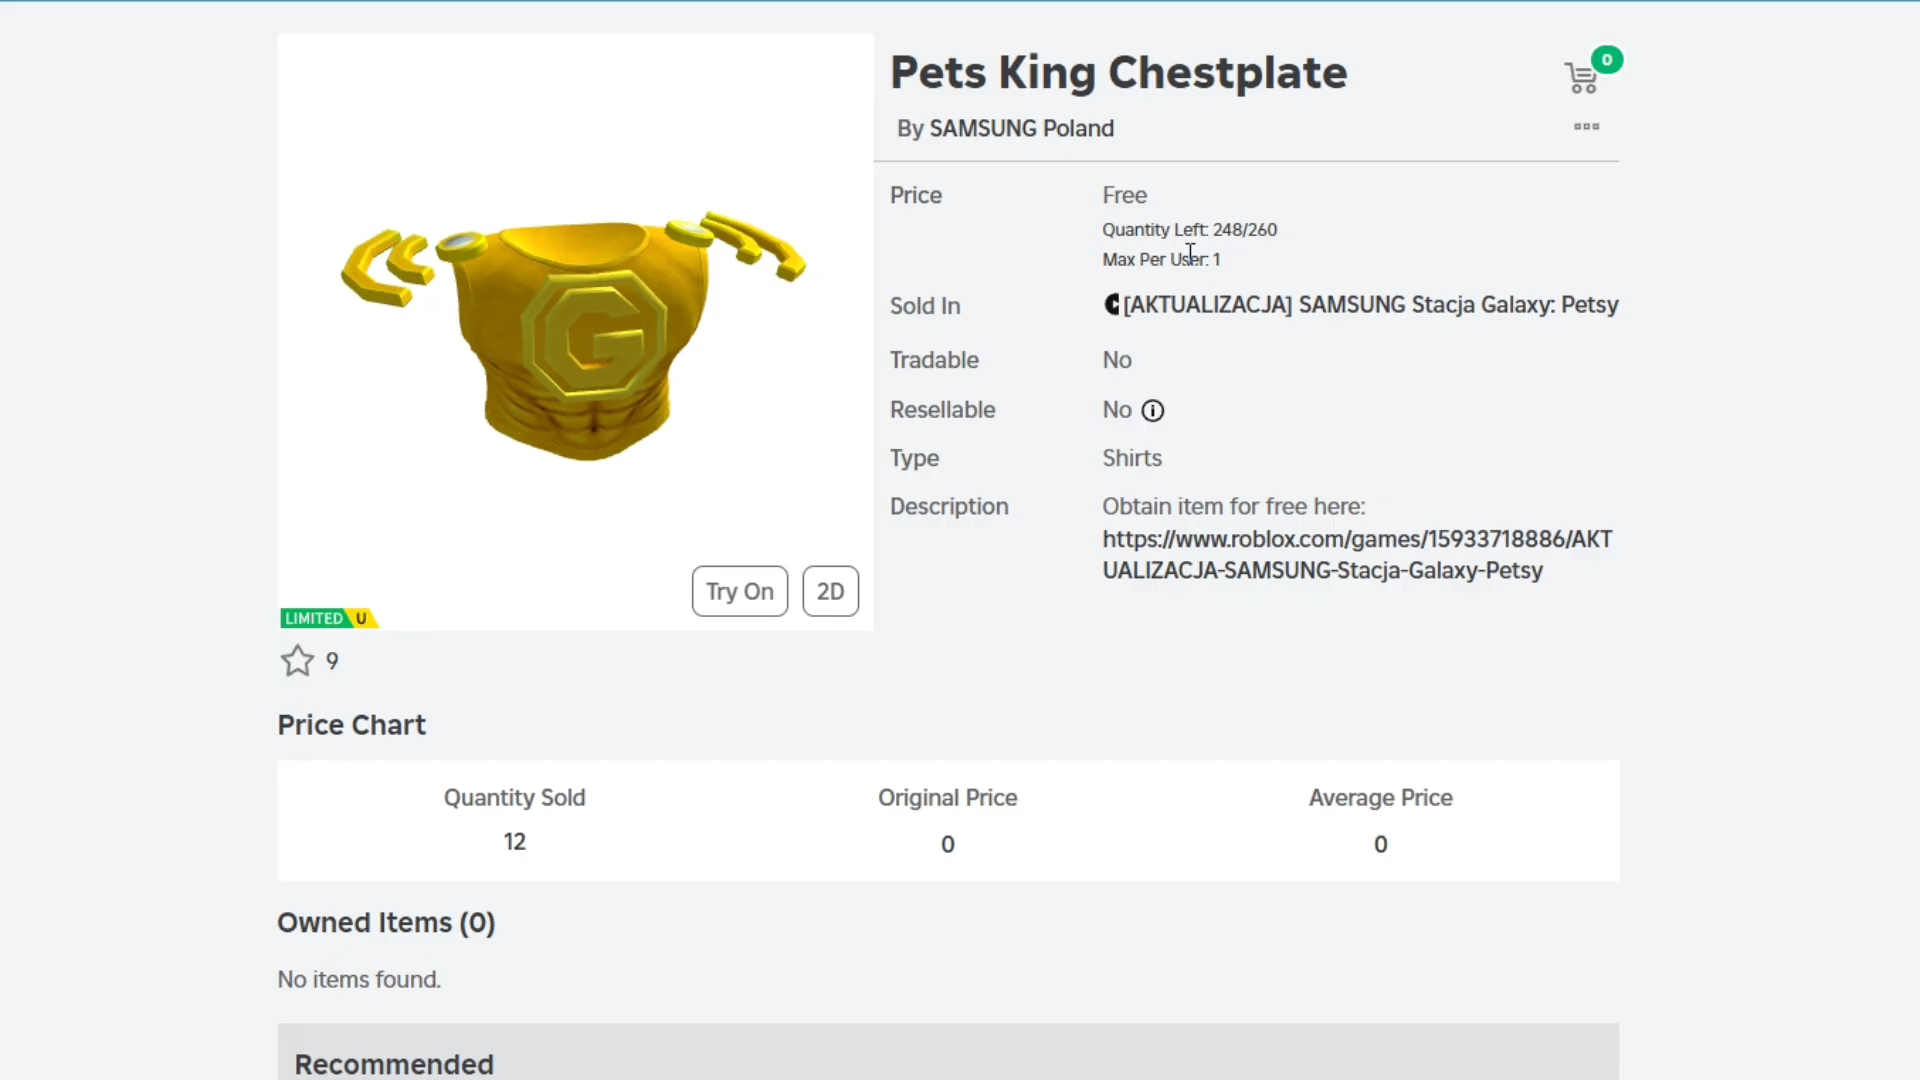 Pets King Chestplate
0
By SAMSUNG Poland
Price
Free
Quantity Left: 248/260
Max Per User: 1
Sold In
[AKTUALIZACJA] SAMSUNG Stacja Galaxy: Petsy
Tradable
No
Resellable
No
Type
Shirts
Description
Obtain item for free here:
https://www.roblox.com/games/15933718886/AKT
UALIZACJA-SAMSUNG-Stacja-Galaxy-Petsy
G
Try On
2D
LIMITED U
9
Price Chart
Quantity Sold
Original Price
Average Price
12
0
0
Owned Items (0)
No items found.
Recommended